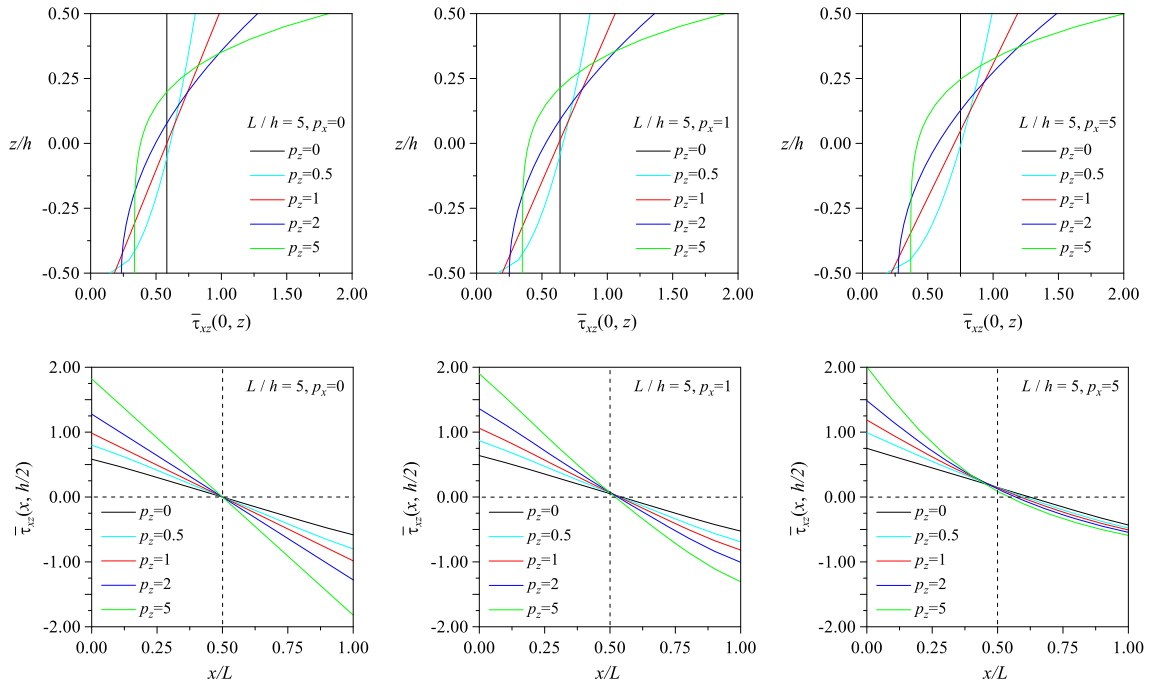 0.50
0.25
0.00
-0.25
-0.50
z/h
L / h = 5, pₓ=0
p_z=0
p_z=0.5
p_z=1
p_z=2
p_z=5
0.00 0.50 1.00 1.50 2.00
τ̅_xz(0, z)
0.50
0.25
0.00
-0.25
-0.50
z/h
L / h = 5, pₓ=1
p_z=0
p_z=0.5
p_z=1
p_z=2
p_z=5
0.00 0.50 1.00 1.50 2.00
τ̅_xz(0, z)
0.50
0.25
0.00
-0.25
-0.50
z/h
L / h = 5, pₓ=5
p_z=0
p_z=0.5
p_z=1
p_z=2
p_z=5
0.00 0.50 1.00 1.50 2.00
τ̅_xz(0, z)
2.00
1.00
0.00
-1.00
-2.00
τ̅_xz(x, h/2)
L / h = 5, pₓ=0
p_z=0
p_z=0.5
p_z=1
p_z=2
p_z=5
0.00 0.25 0.50 0.75 1.00
x/L
2.00
1.00
0.00
-1.00
-2.00
τ̅_xz(x, h/2)
L / h = 5, pₓ=1
p_z=0
p_z=0.5
p_z=1
p_z=2
p_z=5
0.00 0.25 0.50 0.75 1.00
x/L
2.00
1.00
0.00
-1.00
-2.00
τ̅_xz(x, h/2)
L / h = 5, pₓ=5
p_z=0
p_z=0.5
p_z=1
p_z=2
p_z=5
0.00 0.25 0.50 0.75 1.00
x/L